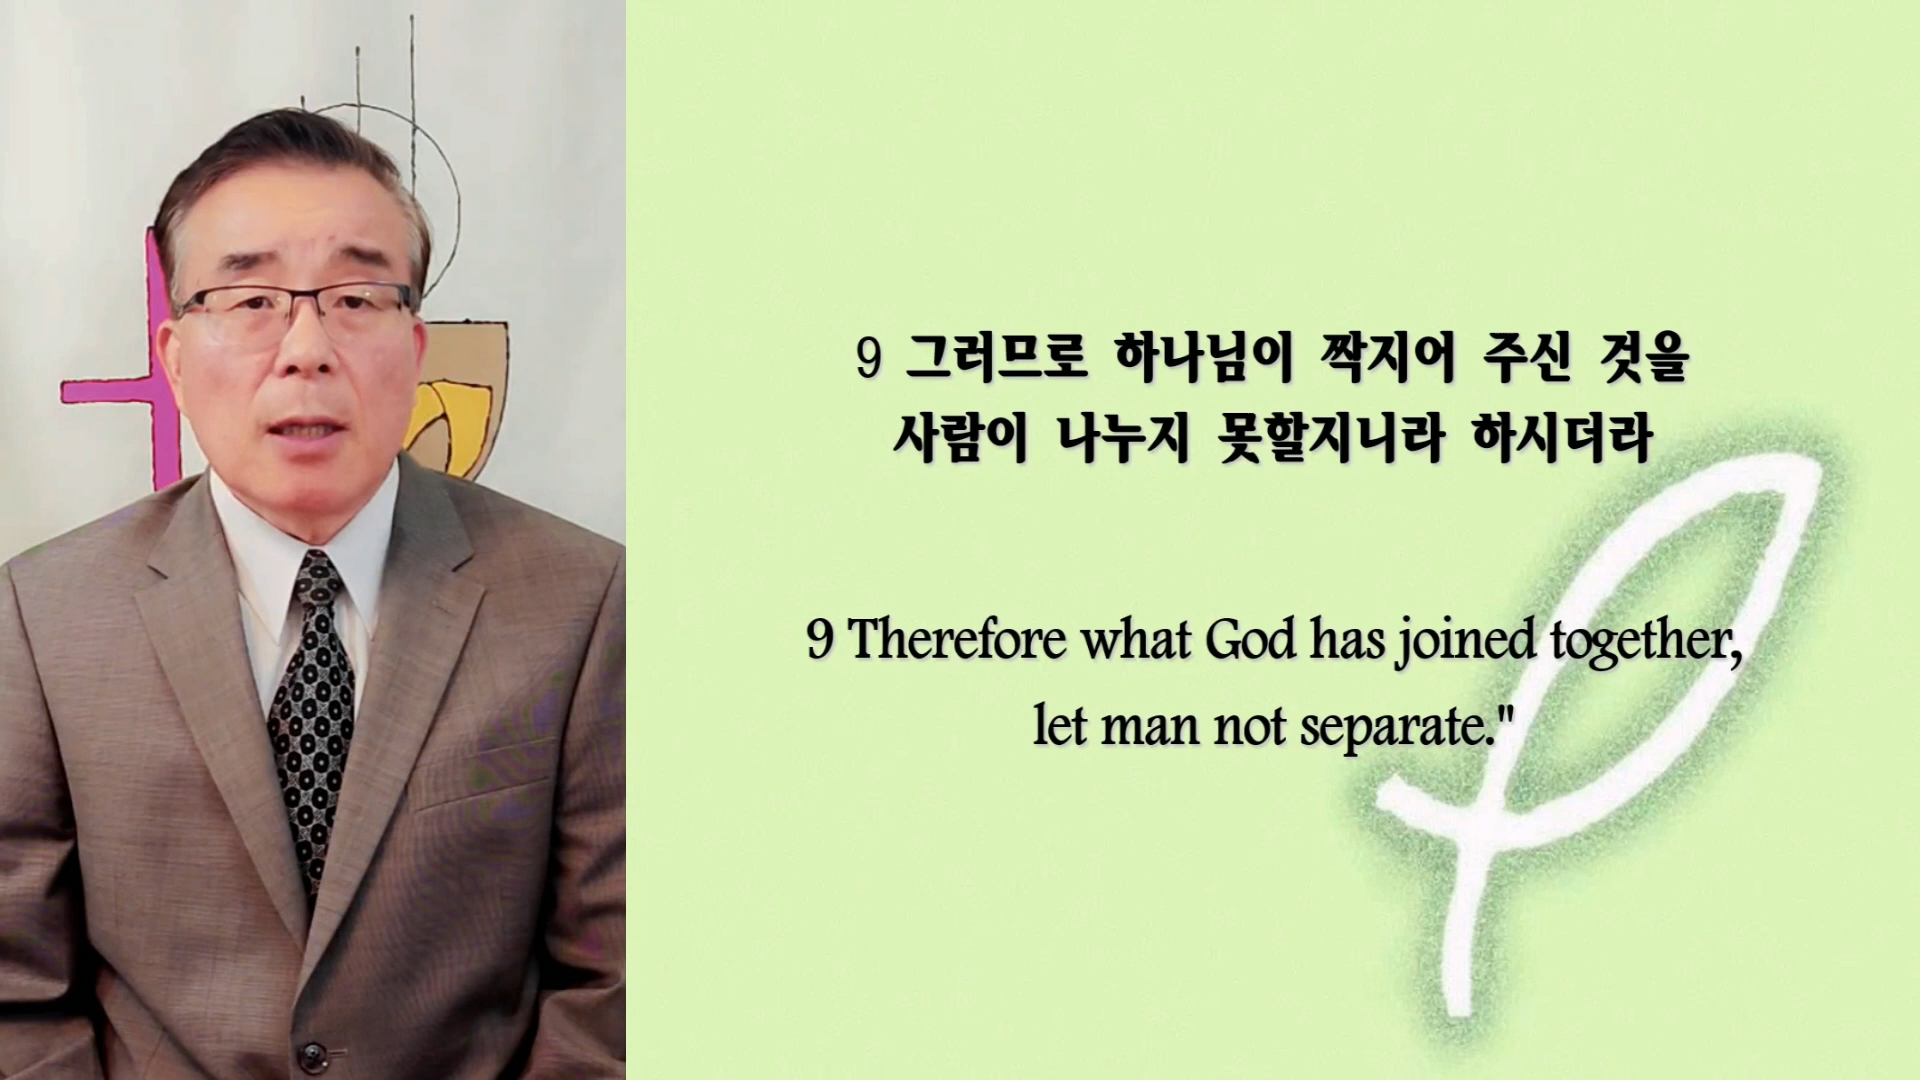 9 그러므로 하나님이 짝지어 주신 것을
사람이 나누지 못할지니라 하시더라
9 Therefore what God has joined together,
let man not separate."